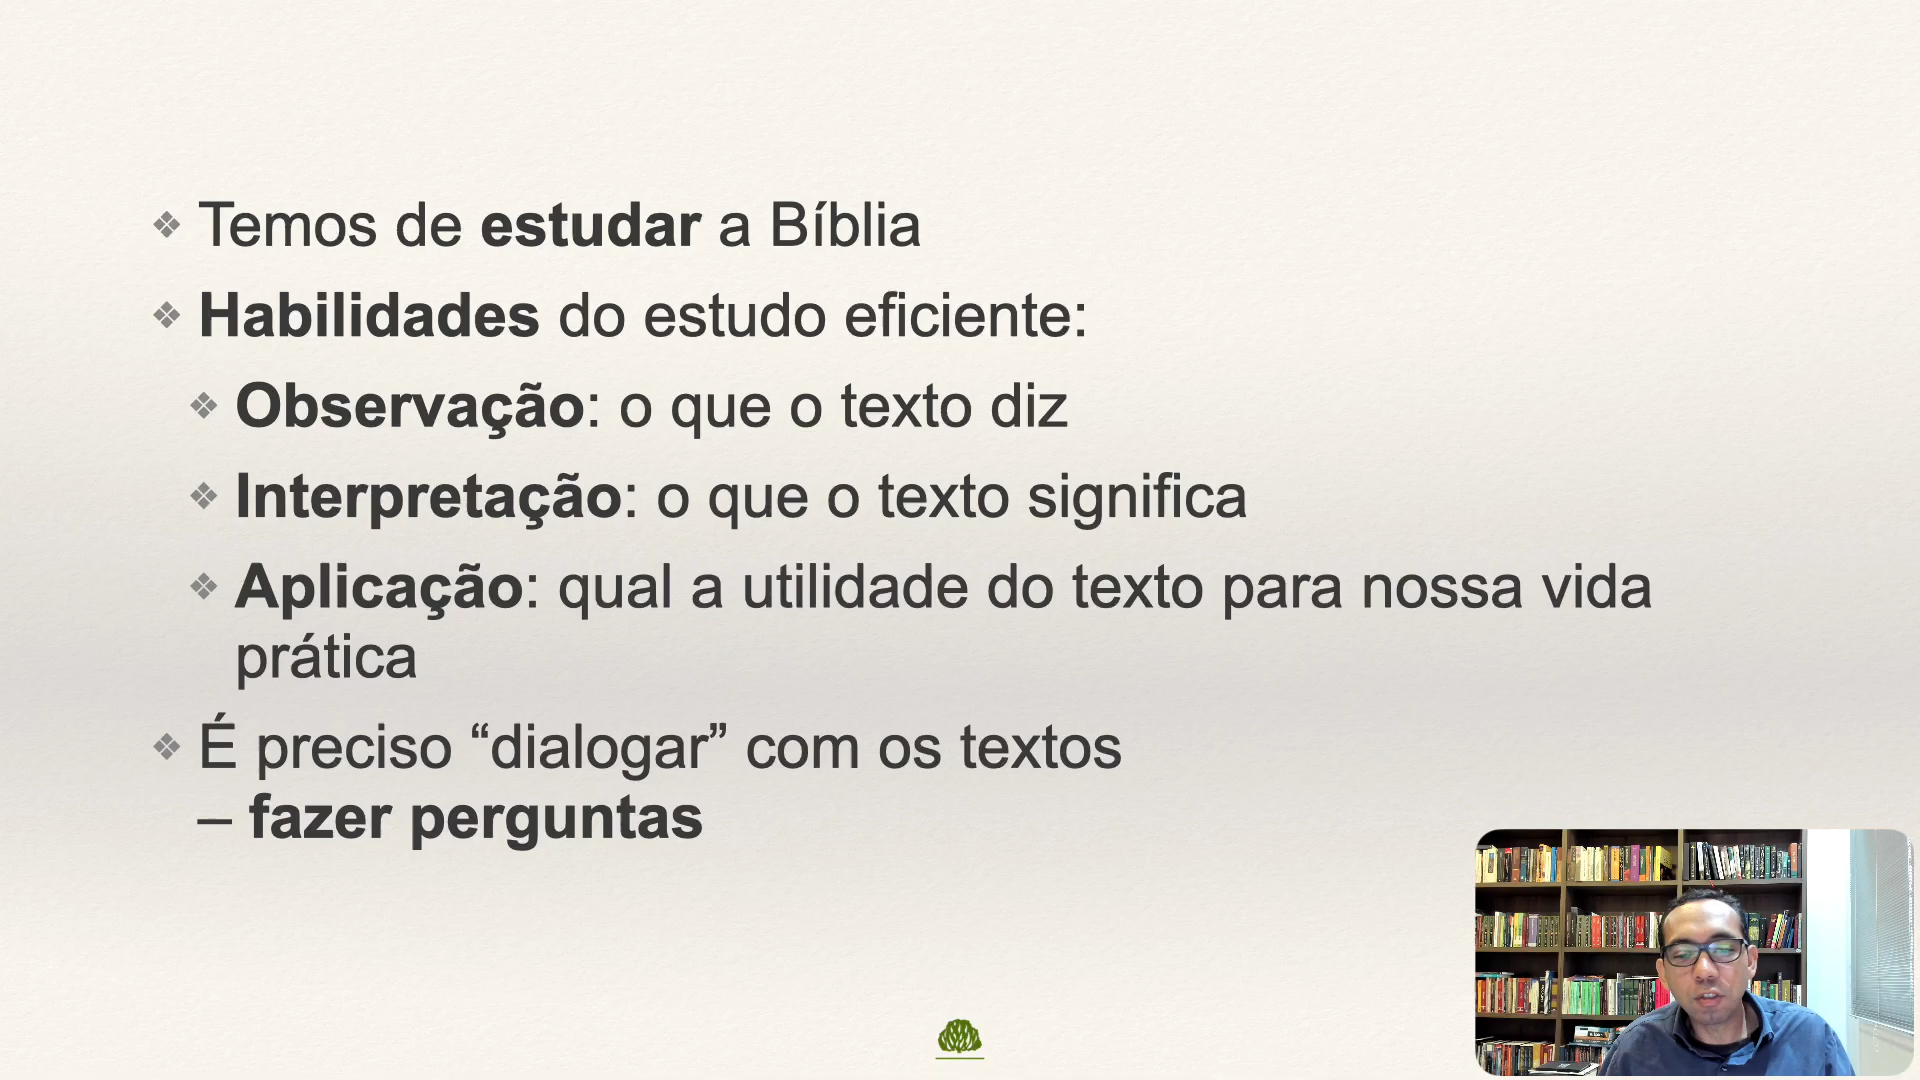 ❖ Temos de estudar a Bíblia
❖ Habilidades do estudo eficiente:
❖ Observação: o que o texto diz
❖ Interpretação: o que o texto significa
❖ Aplicação: qual a utilidade do texto para nossa vida
prática
❖ É preciso “dialogar” com os textos
– fazer perguntas